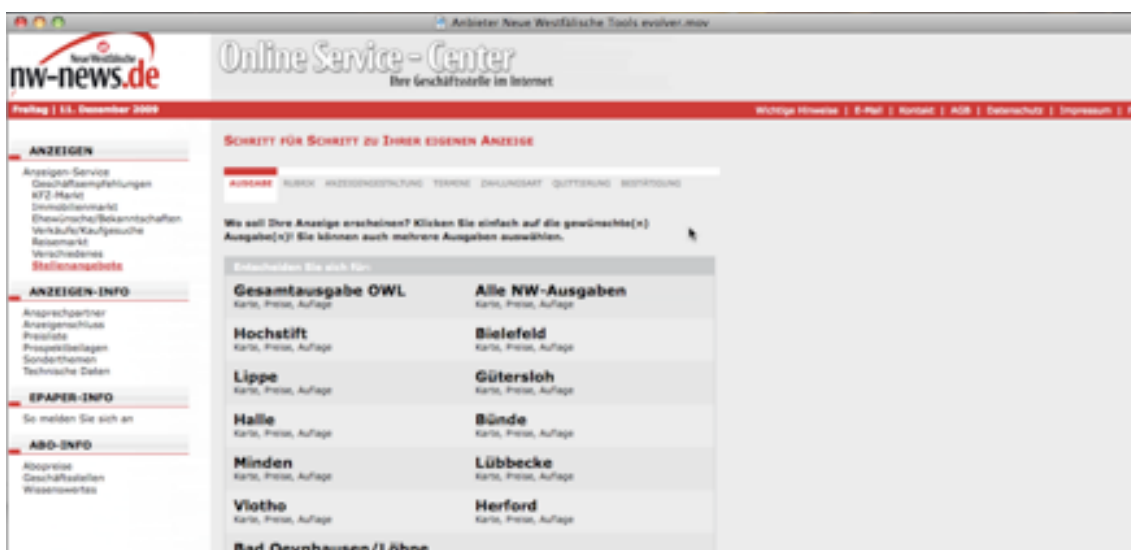 Anbieter Neue Westfälische Tools evolver.mov
Neue Westfälische
nw-news.de
Online Service-Center
Ihre Geschäftsstelle im Internet
Freitag | 11. Dezember 2009
Wichtige Hinweise | E-Mail | Kontakt | AGB | Datenschutz | Impressum |
ANZEIGEN
Anzeigen-Service
Geschäftsempfehlungen
KFZ-Markt
Immobilienmarkt
Ehewünsche/Bekanntschaften
Verkäufe/Kaufgesuche
Reisemarkt
Verschiedenes
Stellenangebote
ANZEIGEN-INFO
Ansprechpartner
Anzeigenschluss
Preisliste
Prospektbeilagen
Sonderthemen
Technische Daten
EPAPER-INFO
So melden Sie sich an
ABO-INFO
Abopreise
Geschäftsstellen
Wissenswertes
SCHRITT FÜR SCHRITT ZU IHRER EIGENEN ANZEIGE
AUSGABE RUBRIK ANZEIGENGESTALTUNG TERMINE ZAHLUNGSART QUITTIERUNG BESTÄTIGUNG
Wo soll Ihre Anzeige erscheinen? Klicken Sie einfach auf die gewünschte(n)
Ausgabe(n)! Sie können auch mehrere Ausgaben auswählen.
Entscheiden Sie sich für:
Gesamtausgabe OWL Alle NW-Ausgaben
Karte, Preise, Auflage Karte, Preise, Auflage
Hochstift Bielefeld
Karte, Preise, Auflage Karte, Preise, Auflage
Lippe Gütersloh
Karte, Preise, Auflage Karte, Preise, Auflage
Halle Bünde
Karte, Preise, Auflage Karte, Preise, Auflage
Minden Lübbecke
Karte, Preise, Auflage Karte, Preise, Auflage
Vlotho Herford
Karte, Preise, Auflage Karte, Preise, Auflage
Bad Oeynhausen/Löhne